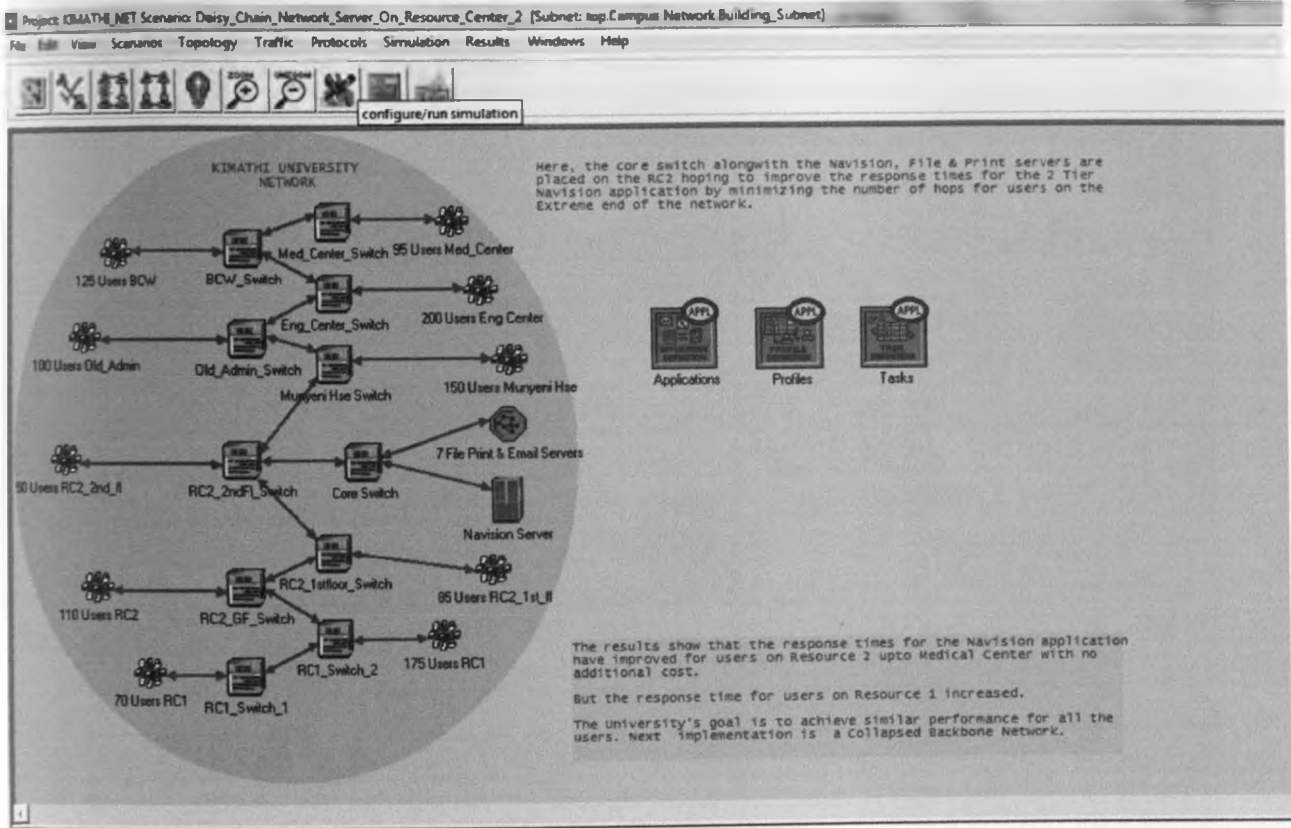 Project: KIMATHI_NET Scenario: Daisy_Chain_Network_Server_On_Resource_Center_2 [Subnet: top.Campus Network.Building_Subnet]
File Edit View Scenarios Topology Traffic Protocols Simulation Results Windows Help
ZOOM
configure/run simulation
KIMATHI UNIVERSITY
NETWORK
Here, the core switch alongwith the Navision, File & Print servers are
placed on the RC2 hoping to improve the response times for the 2 Tier
Navision application by minimizing the number of hops for users on the
Extreme end of the network.
Med_Center_Switch
95 Users Med_Center
125 Users BCW
BCW_Switch
Eng_Center_Switch
200 Users Eng Center
100 Users Old_Admin
Old_Admin_Switch
Munyeni Hse Switch
150 Users Munyeni Hse
APPL
APPL
APPL
Applications
Profiles
Tasks
7 File Print & Email Servers
50 Users RC2_2nd_fl
RC2_2ndFl_Switch
Core Switch
Navision Server
RC2_1stfloor_Switch
85 Users RC2_1st_fl
110 Users RC2
RC2_GF_Switch
RC1_Switch_2
175 Users RC1
70 Users RC1
RC1_Switch_1
The results show that the response times for the Navision application
have improved for users on Resource 2 upto Medical Center with no
additional cost.
But the response time for users on Resource 1 increased.
The University's goal is to achieve similar performance for all the
users. Next implementation is a Collapsed Backbone Network.